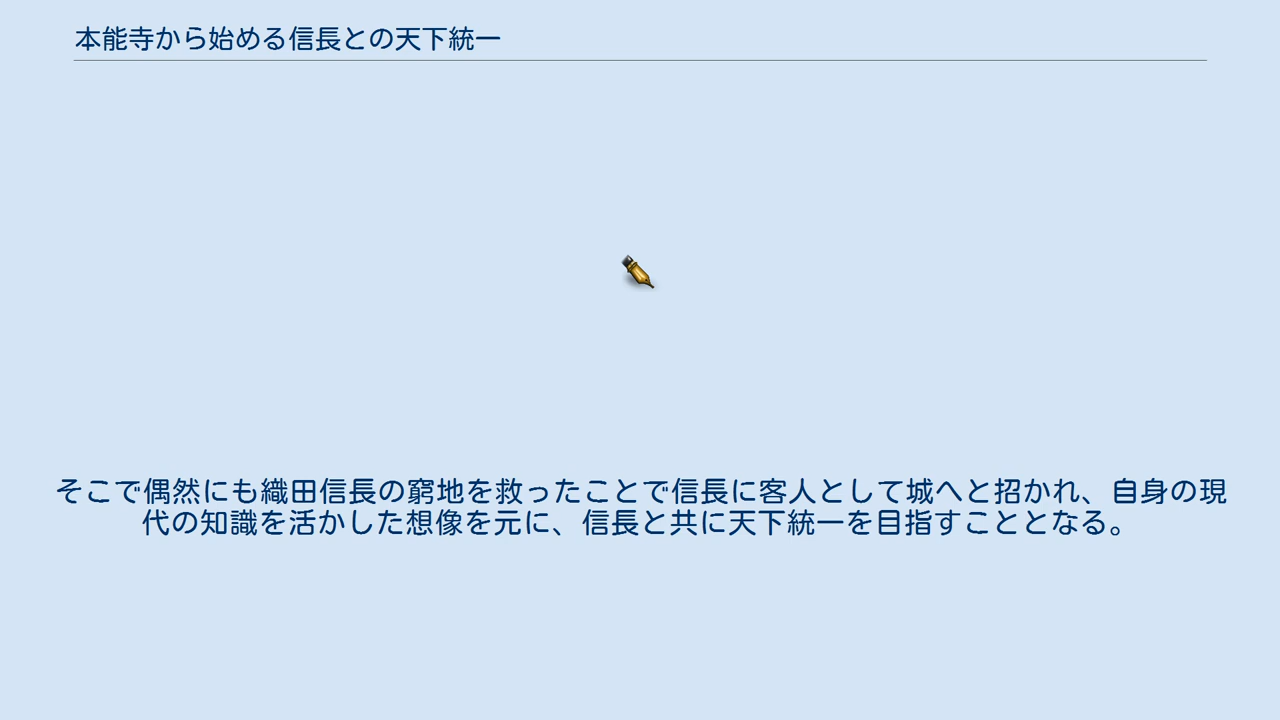 本能寺から始める信長との天下統一
そこで偶然にも織田信長の窮地を救ったことで信長に客人として城へと招かれ、自身の現
代の知識を活かした想像を元に、信長と共に天下統一を目指すこととなる。